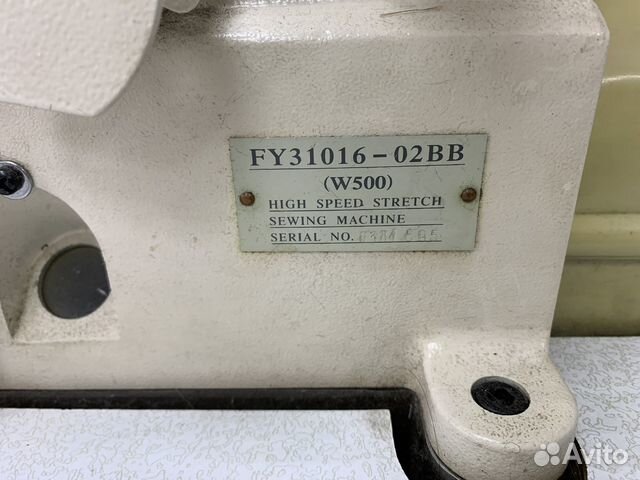 FY31016-02BB
(W500)
HIGH SPEED STRETCH
SEWING MACHINE
SERIAL NO.
Avito